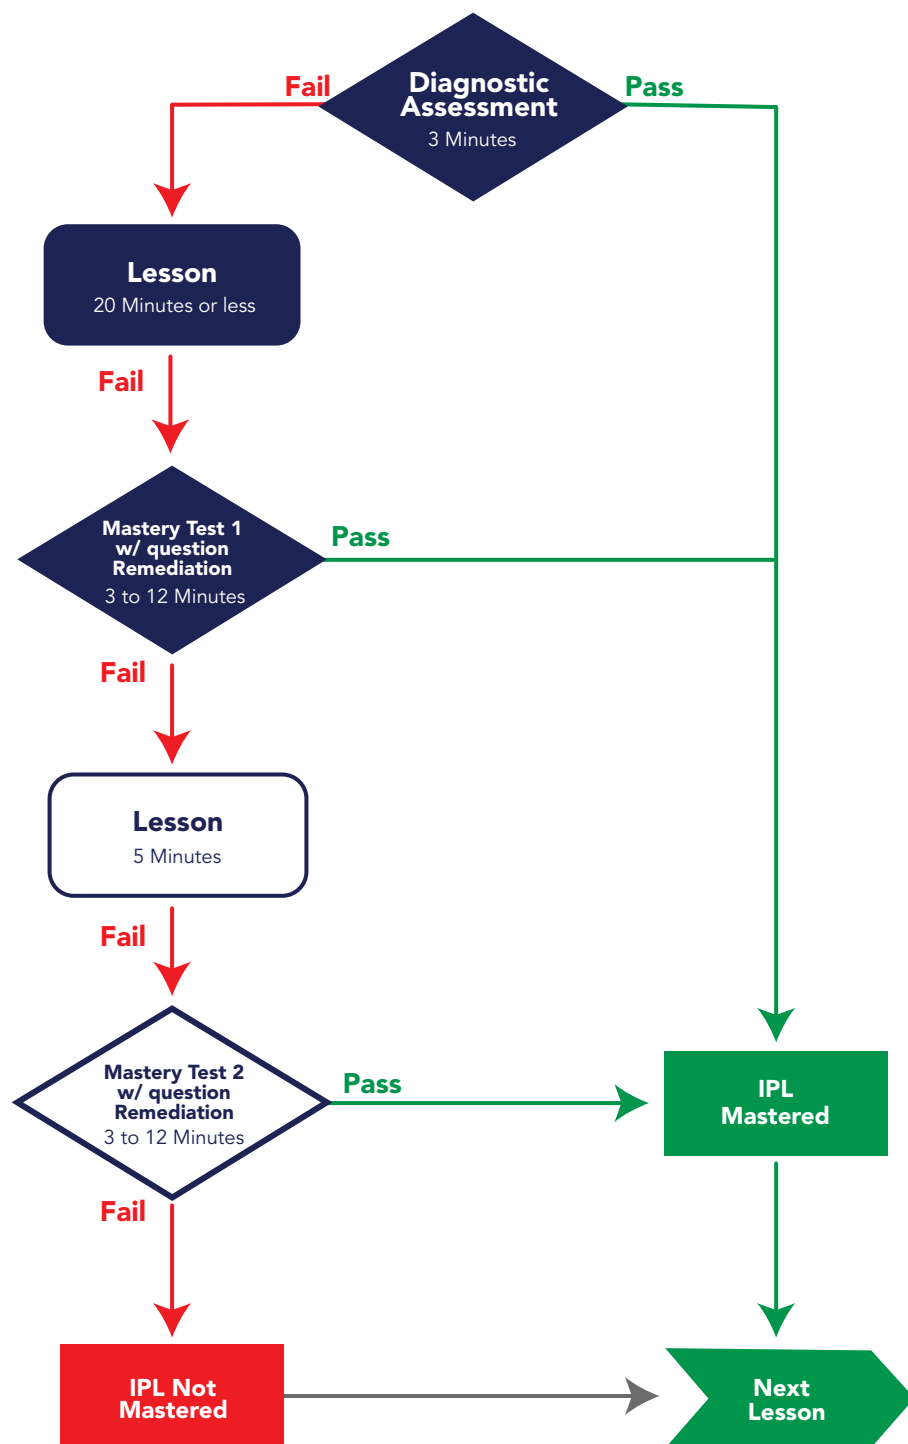 Fail
Diagnostic
Assessment
3 Minutes
Pass
Lesson
20 Minutes or less
Fail
Mastery Test 1
w/ question
Remediation
3 to 12 Minutes
Pass
Fail
Lesson
5 Minutes
Fail
Mastery Test 2
w/ question
Remediation
3 to 12 Minutes
Pass
IPL
Mastered
Fail
IPL Not
Mastered
Next
Lesson